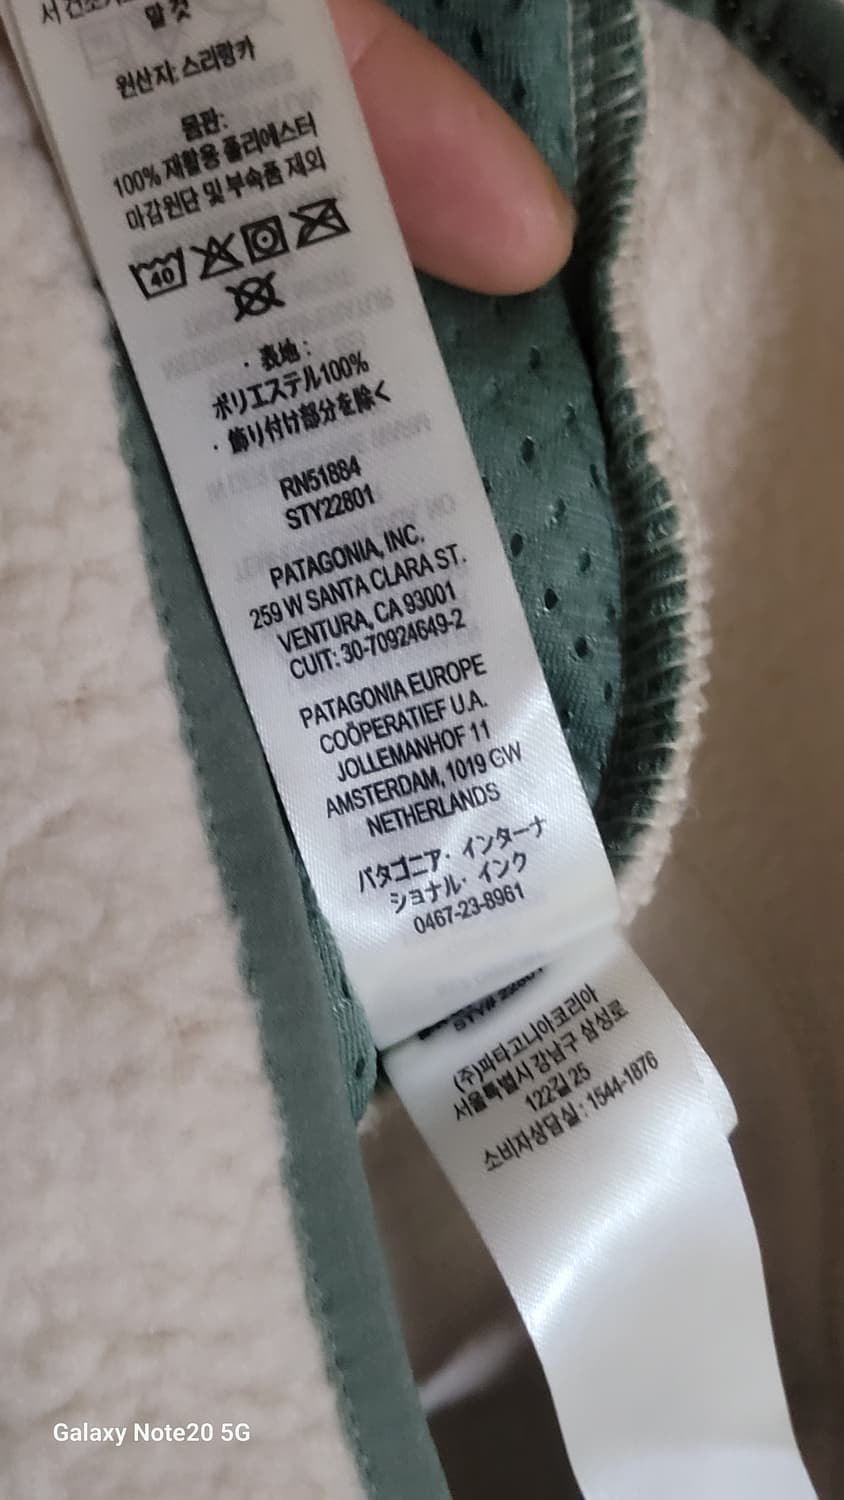 말 것
원산지: 스리랑카
몸판:
100% 재활용 폴리에스터
마감원단 및 부속품 제외
40
· 表地 :
ポリエステル100%
· 飾り付け部分を除く
RN51884
STY22801
PATAGONIA, INC.
259 W SANTA CLARA ST.
VENTURA, CA 93001
CUIT: 30-70924649-2
PATAGONIA EUROPE
COÖPERATIEF U.A.
JOLLEMANHOF 11
AMSTERDAM, 1019 GW
NETHERLANDS
パタゴニア・インターナ
ショナル・インク
0467-23-8961
(주)파타고니아코리아
서울특별시 강남구 삼성로
122길 25
소비자상담실 : 1544-1876
Galaxy Note20 5G